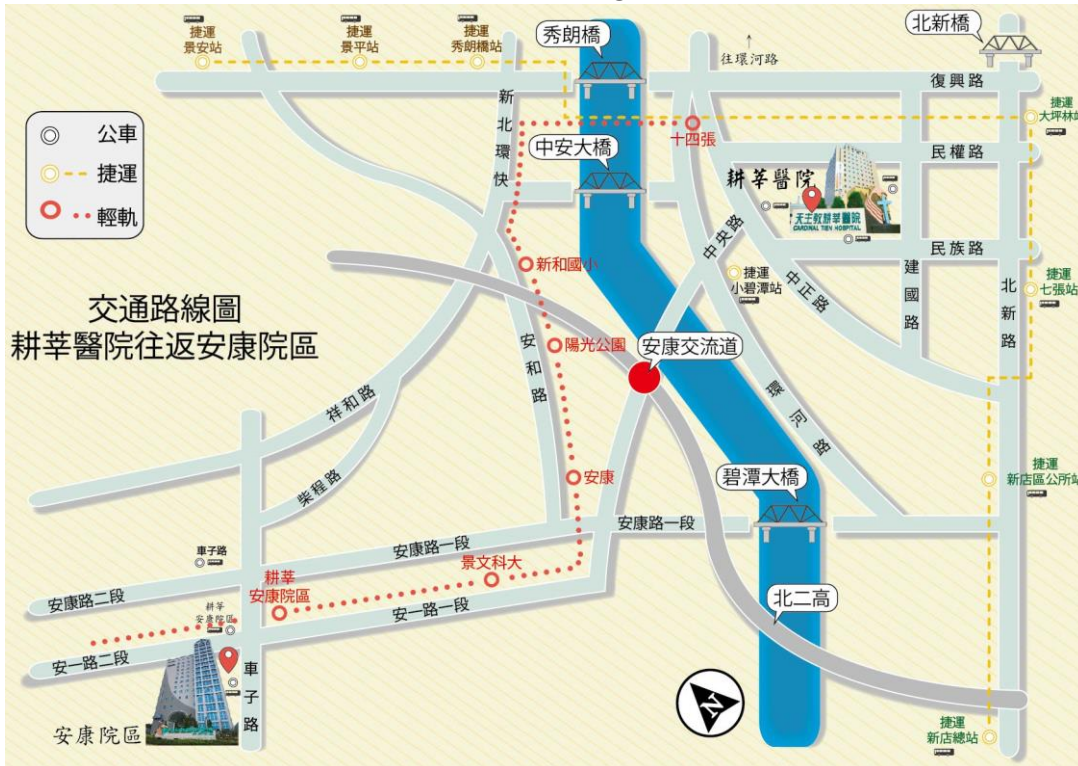 捷運
景安站
捷運
景平站
捷運
秀朗橋站
秀朗橋
往環河路
北新橋
復興路
公車
捷運
輕軌
新北環快
十四張
捷運
大坪林站
中安大橋
民權路
耕莘醫院
天主教耕莘醫院
CARDINAL TIEN HOSPITAL
中央路
民族路
新和國小
捷運
小碧潭站
中正路
建國路
北新路
捷運
七張站
交通路線圖
耕莘醫院往返安康院區
安和路
陽光公園
安康交流道
環河路
祥和路
柴程路
安康
碧潭大橋
捷運
新店區公所站
安康路一段
車子路
安康路一段
景文科大
耕莘
安康院區
安康路二段
耕莘
安康院區
安一路一段
北二高
安一路二段
車子路
N
安康院區
捷運
新店總站